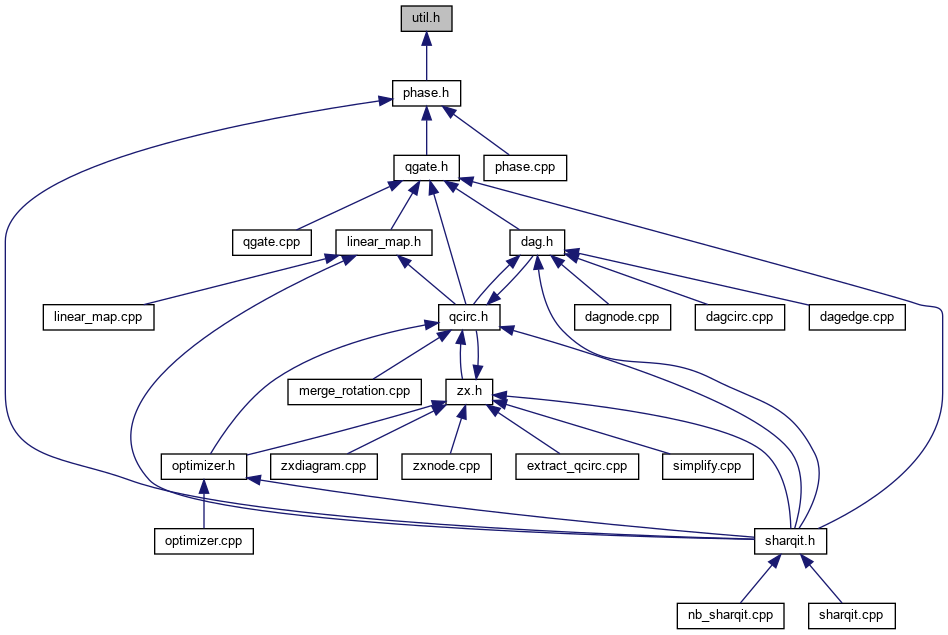 util.h
phase.h
qgate.h
phase.cpp
qgate.cpp
linear_map.h
dag.h
linear_map.cpp
qcirc.h
dagnode.cpp
dagcirc.cpp
dagedge.cpp
merge_rotation.cpp
zx.h
optimizer.h
zxdiagram.cpp
zxnode.cpp
extract_qcirc.cpp
simplify.cpp
optimizer.cpp
sharqit.h
nb_sharqit.cpp
sharqit.cpp